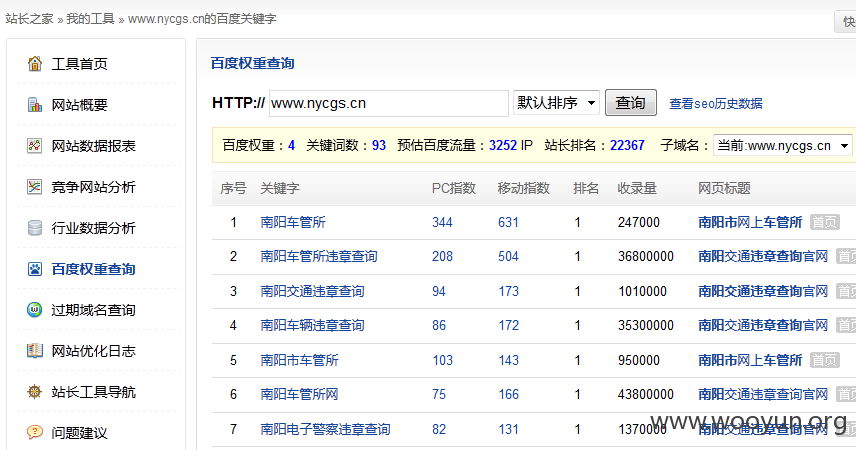 站长之家 » 我的工具 » www.nycgs.cn的百度关键字
快
工具首页
网站概要
网站数据报表
竞争网站分析
行业数据分析
百度权重查询
过期域名查询
网站优化日志
站长工具导航
问题建议
百度权重查询
HTTP:// www.nycgs.cn 默认排序 查询 查看seo历史数据
百度权重：4 关键词数：93 预估百度流量：3252 IP 站长排名：22367 子域名：当前:www.nycgs.cn
序号 关键字 PC指数 移动指数 排名 收录量 网页标题
1 南阳车管所 344 631 1 247000 南阳市网上车管所 首页
2 南阳车管所违章查询 208 504 1 36800000 南阳交通违章查询官网 首页
3 南阳交通违章查询 94 173 1 1010000 南阳交通违章查询官网 首页
4 南阳车辆违章查询 86 172 1 35300000 南阳交通违章查询官网 首页
5 南阳市车管所 103 143 1 950000 南阳市网上车管所 首页
6 南阳车管所网 75 166 1 43800000 南阳交通违章查询官网 首页
7 南阳电子警察违章查询 82 131 1 1370000 南阳交通违章查询官网
www.wooyun.org